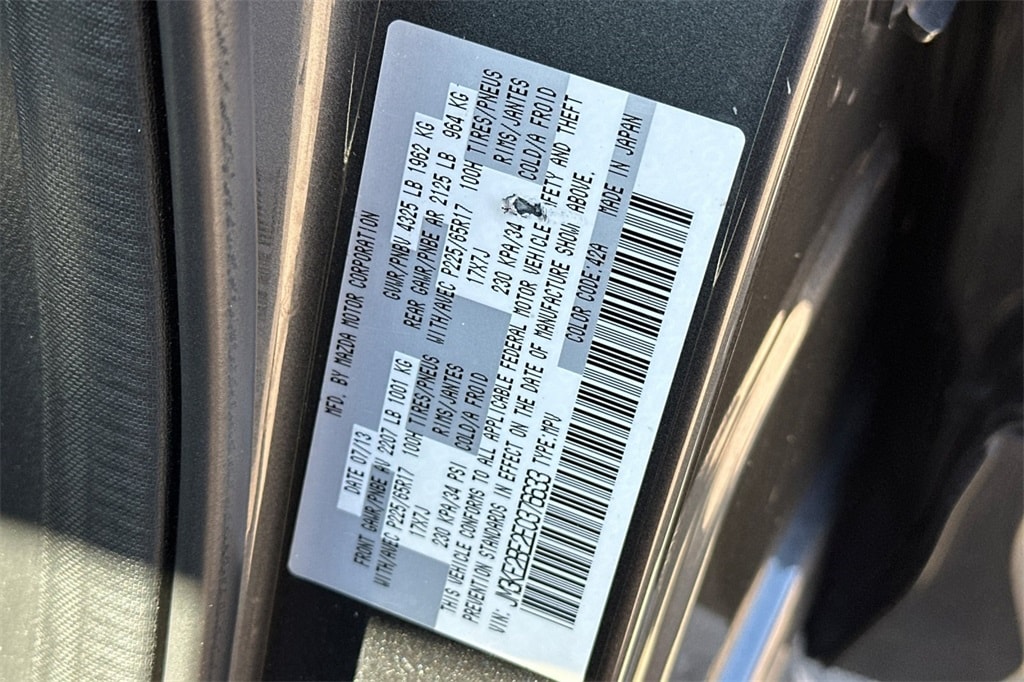 MFD. BY MAZDA MOTOR CORPORATION
DATE 07/13 GVWR/PNBV 4325 LB 1962 KG
FRONT GAWR/PNBE AV 2207 LB 1001 KG REAR GAWR/PNBE AR 2125 LB 964 KG
WITH/AVEC P225/65R17 100H TIRES/PNEUS WITH/AVEC P225/65R17 100H TIRES/PNEUS
17X7J RIMS/JANTES 17X7J RIMS/JANTES
230 KPA/34 PSI COLD/A FROID 230 KPA/34 COLD/A FROID
THIS VEHICLE CONFORMS TO ALL APPLICABLE FEDERAL MOTOR VEHICLE AND THEFT
PREVENTION STANDARDS IN EFFECT ON THE DATE OF MANUFACTURE SHOWN ABOVE.
VIN: TYPE:MPV COLOR CODE:42A MADE IN JAPAN